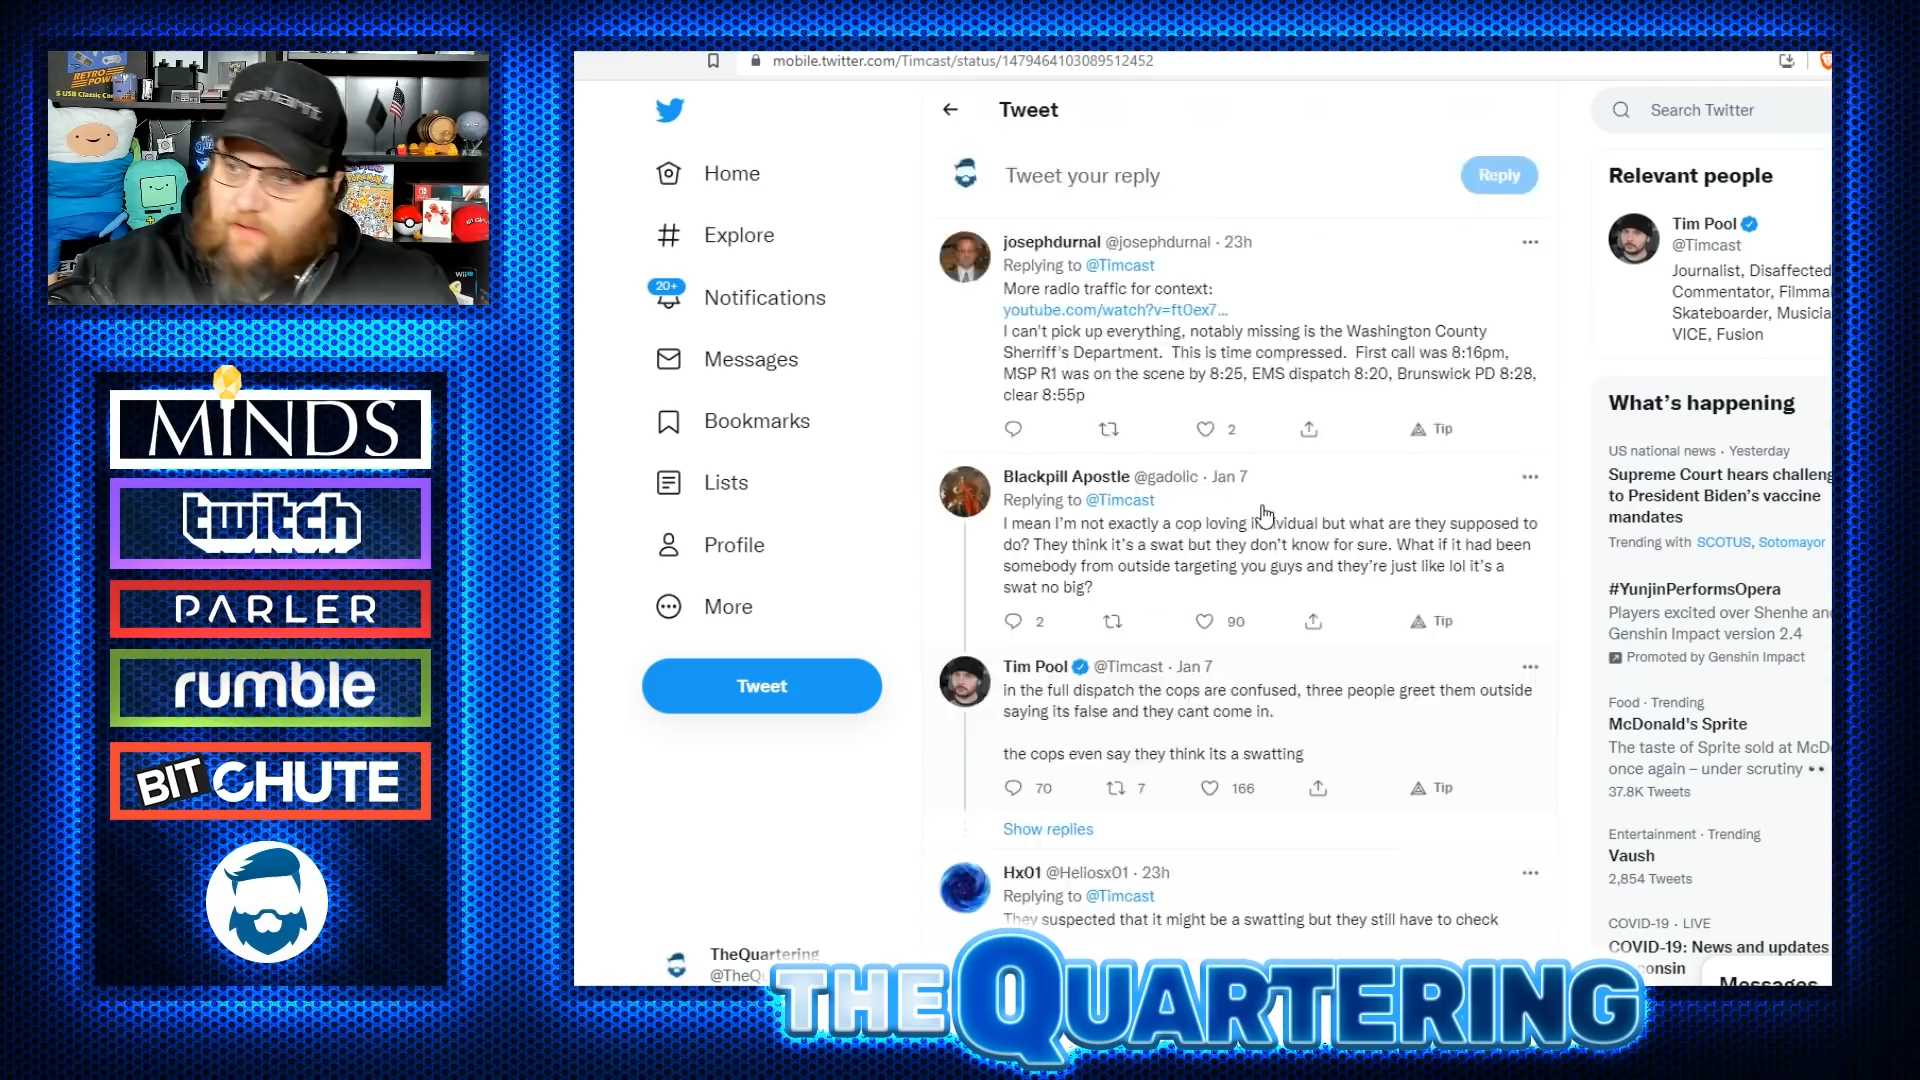 RETRO
POW
5 USB Classic Co
carhartt
Wii
MINDS
twitch
PARLER
rumble
BIT CHUTE
mobile.twitter.com/Timcast/status/1479464103089512452
Home
Explore
20+
Notifications
Messages
Bookmarks
Lists
Profile
More
Tweet
TheQuartering
@TheQu
Tweet
Tweet your reply
Reply
josephdurnal @josephdurnal · 23h
Replying to @Timcast
More radio traffic for context:
youtube.com/watch?v=ft0ex7...
I can't pick up everything, notably missing is the Washington County
Sherriff's Department. This is time compressed. First call was 8:16pm,
MSP R1 was on the scene by 8:25, EMS dispatch 8:20, Brunswick PD 8:28,
clear 8:55p
2
Tip
Blackpill Apostle @gadolic · Jan 7
Replying to @Timcast
I mean I'm not exactly a cop loving individual but what are they supposed to
do? They think it's a swat but they don't know for sure. What if it had been
somebody from outside targeting you guys and they're just like lol it's a
swat no big?
2
90
Tip
Tim Pool @Timcast · Jan 7
in the full dispatch the cops are confused, three people greet them outside
saying its false and they cant come in.
the cops even say they think its a swatting
70
7
166
Tip
Show replies
Hx01 @Heliosx01 · 23h
Replying to @Timcast
They suspected that it might be a swatting but they still have to check
Search Twitter
Relevant people
Tim Pool
@Timcast
Journalist, Disaffected
Commentator, Filmma
Skateboarder, Musicia
VICE, Fusion
What's happening
US national news · Yesterday
Supreme Court hears challeng
to President Biden's vaccine
mandates
Trending with SCOTUS, Sotomayor
#YunjinPerformsOpera
Players excited over Shenhe and
Genshin Impact version 2.4
Promoted by Genshin Impact
Food · Trending
McDonald's Sprite
The taste of Sprite sold at McD
once again – under scrutiny 👀
37.8K Tweets
Entertainment · Trending
Vaush
2,854 Tweets
COVID-19 · LIVE
COVID-19: News and updates
consin
Messages
THE QUARTERING